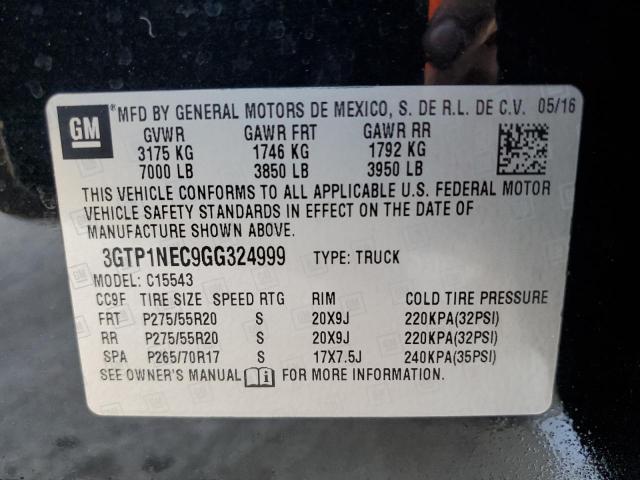 GM ® MFD BY GENERAL MOTORS DE MEXICO, S. DE R.L. DE C.V. 05/16
GVWR GAWR FRT GAWR RR
3175 KG 1746 KG 1792 KG
7000 LB 3850 LB 3950 LB
THIS VEHICLE CONFORMS TO ALL APPLICABLE U.S. FEDERAL MOTOR
VEHICLE SAFETY STANDARDS IN EFFECT ON THE DATE OF
MANUFACTURE SHOWN ABOVE.
3GTP1NEC9GG324999 TYPE: TRUCK
MODEL: C15543
CC9F TIRE SIZE SPEED RTG RIM COLD TIRE PRESSURE
FRT P275/55R20 S 20X9J 220KPA(32PSI)
RR P275/55R20 S 20X9J 220KPA(32PSI)
SPA P265/70R17 S 17X7.5J 240KPA(35PSI)
SEE OWNER'S MANUAL FOR MORE INFORMATION.